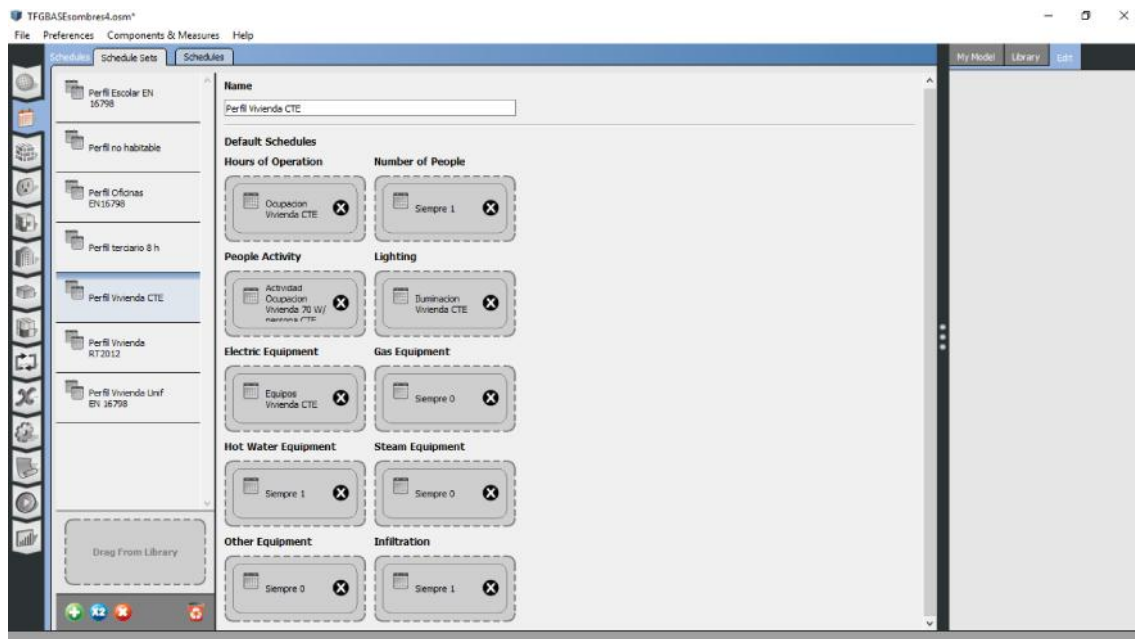 TFGBASEsombres4.osm*
File Preferences Components & Measures Help
Schedules Schedule Sets Schedules
My Model Library Edit
Perfil Escolar EN
16798
Perfil no habitable
Perfil Oficinas
EN16798
Perfil terciario 8 h
Perfil Vivienda CTE
Perfil Vivienda
RT2012
Perfil Vivienda Unif
EN 16798
Drag From Library
X2
Name
Perfil Vivienda CTE
Default Schedules
Hours of Operation Number of People
Ocupacion
Vivienda CTE
Siempre 1
People Activity Lighting
Actividad
Ocupacion
Vivienda 70 W/
persona CTE
Iluminacion
Vivienda CTE
Electric Equipment Gas Equipment
Equipos
Vivienda CTE
Siempre 0
Hot Water Equipment Steam Equipment
Siempre 1
Siempre 0
Other Equipment Infiltration
Siempre 0
Siempre 1